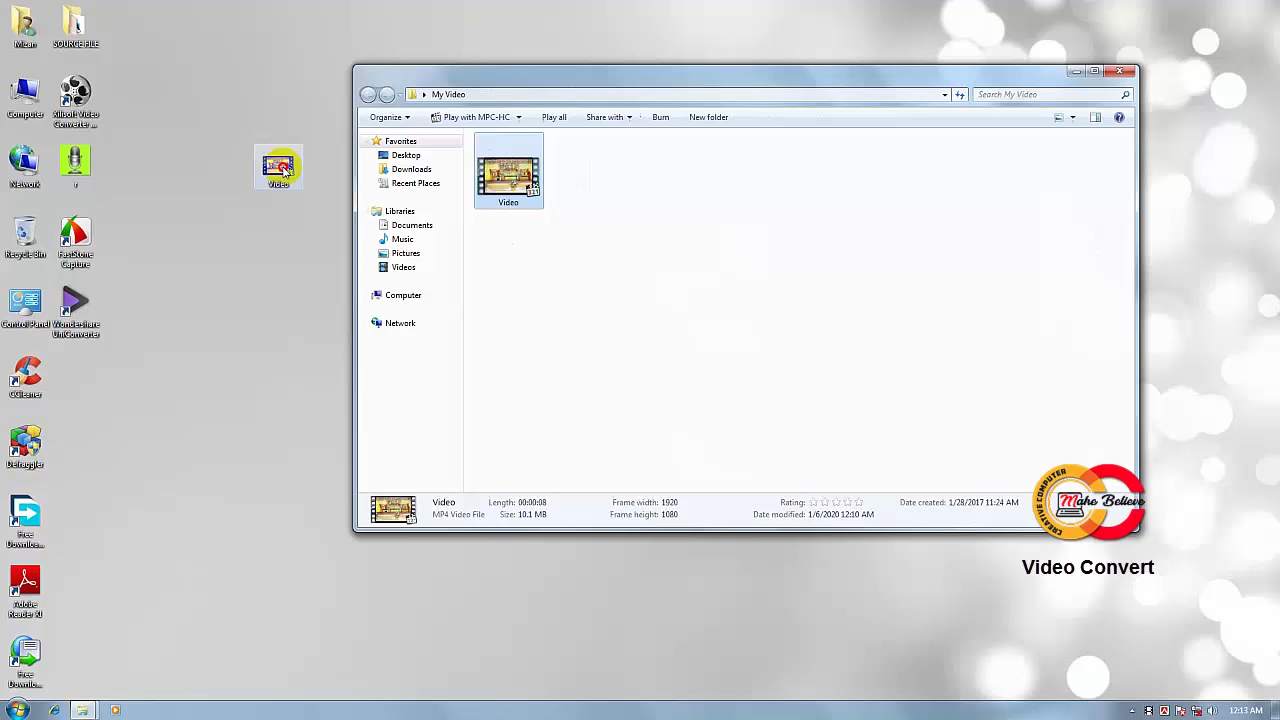 Mizan
SOURCE FILE
Computer
Xilisoft Video
Converter ...
Network
r
Recycle Bin
FastStone
Capture
Control Panel
Wondershare
UniConverter
CCleaner
Defraggler
Free
Downloa...
Adobe
Reader XI
Free
Downlo...
Video
My Video
Search My Video
Organize
Play with MPC-HC
Play all
Share with
Burn
New folder
Favorites
Desktop
Downloads
Recent Places
Libraries
Documents
Music
Pictures
Videos
Computer
Network
321
Video
321
Video
Length: 00:00:08
Frame width: 1920
Rating:
Date created: 1/28/2017 11:24 AM
MP4 Video File
Size: 10.1 MB
Frame height: 1080
Date modified: 1/6/2020 12:10 AM
CREATIVE COMPUTER
Make Believe
Video Convert
12:13 AM